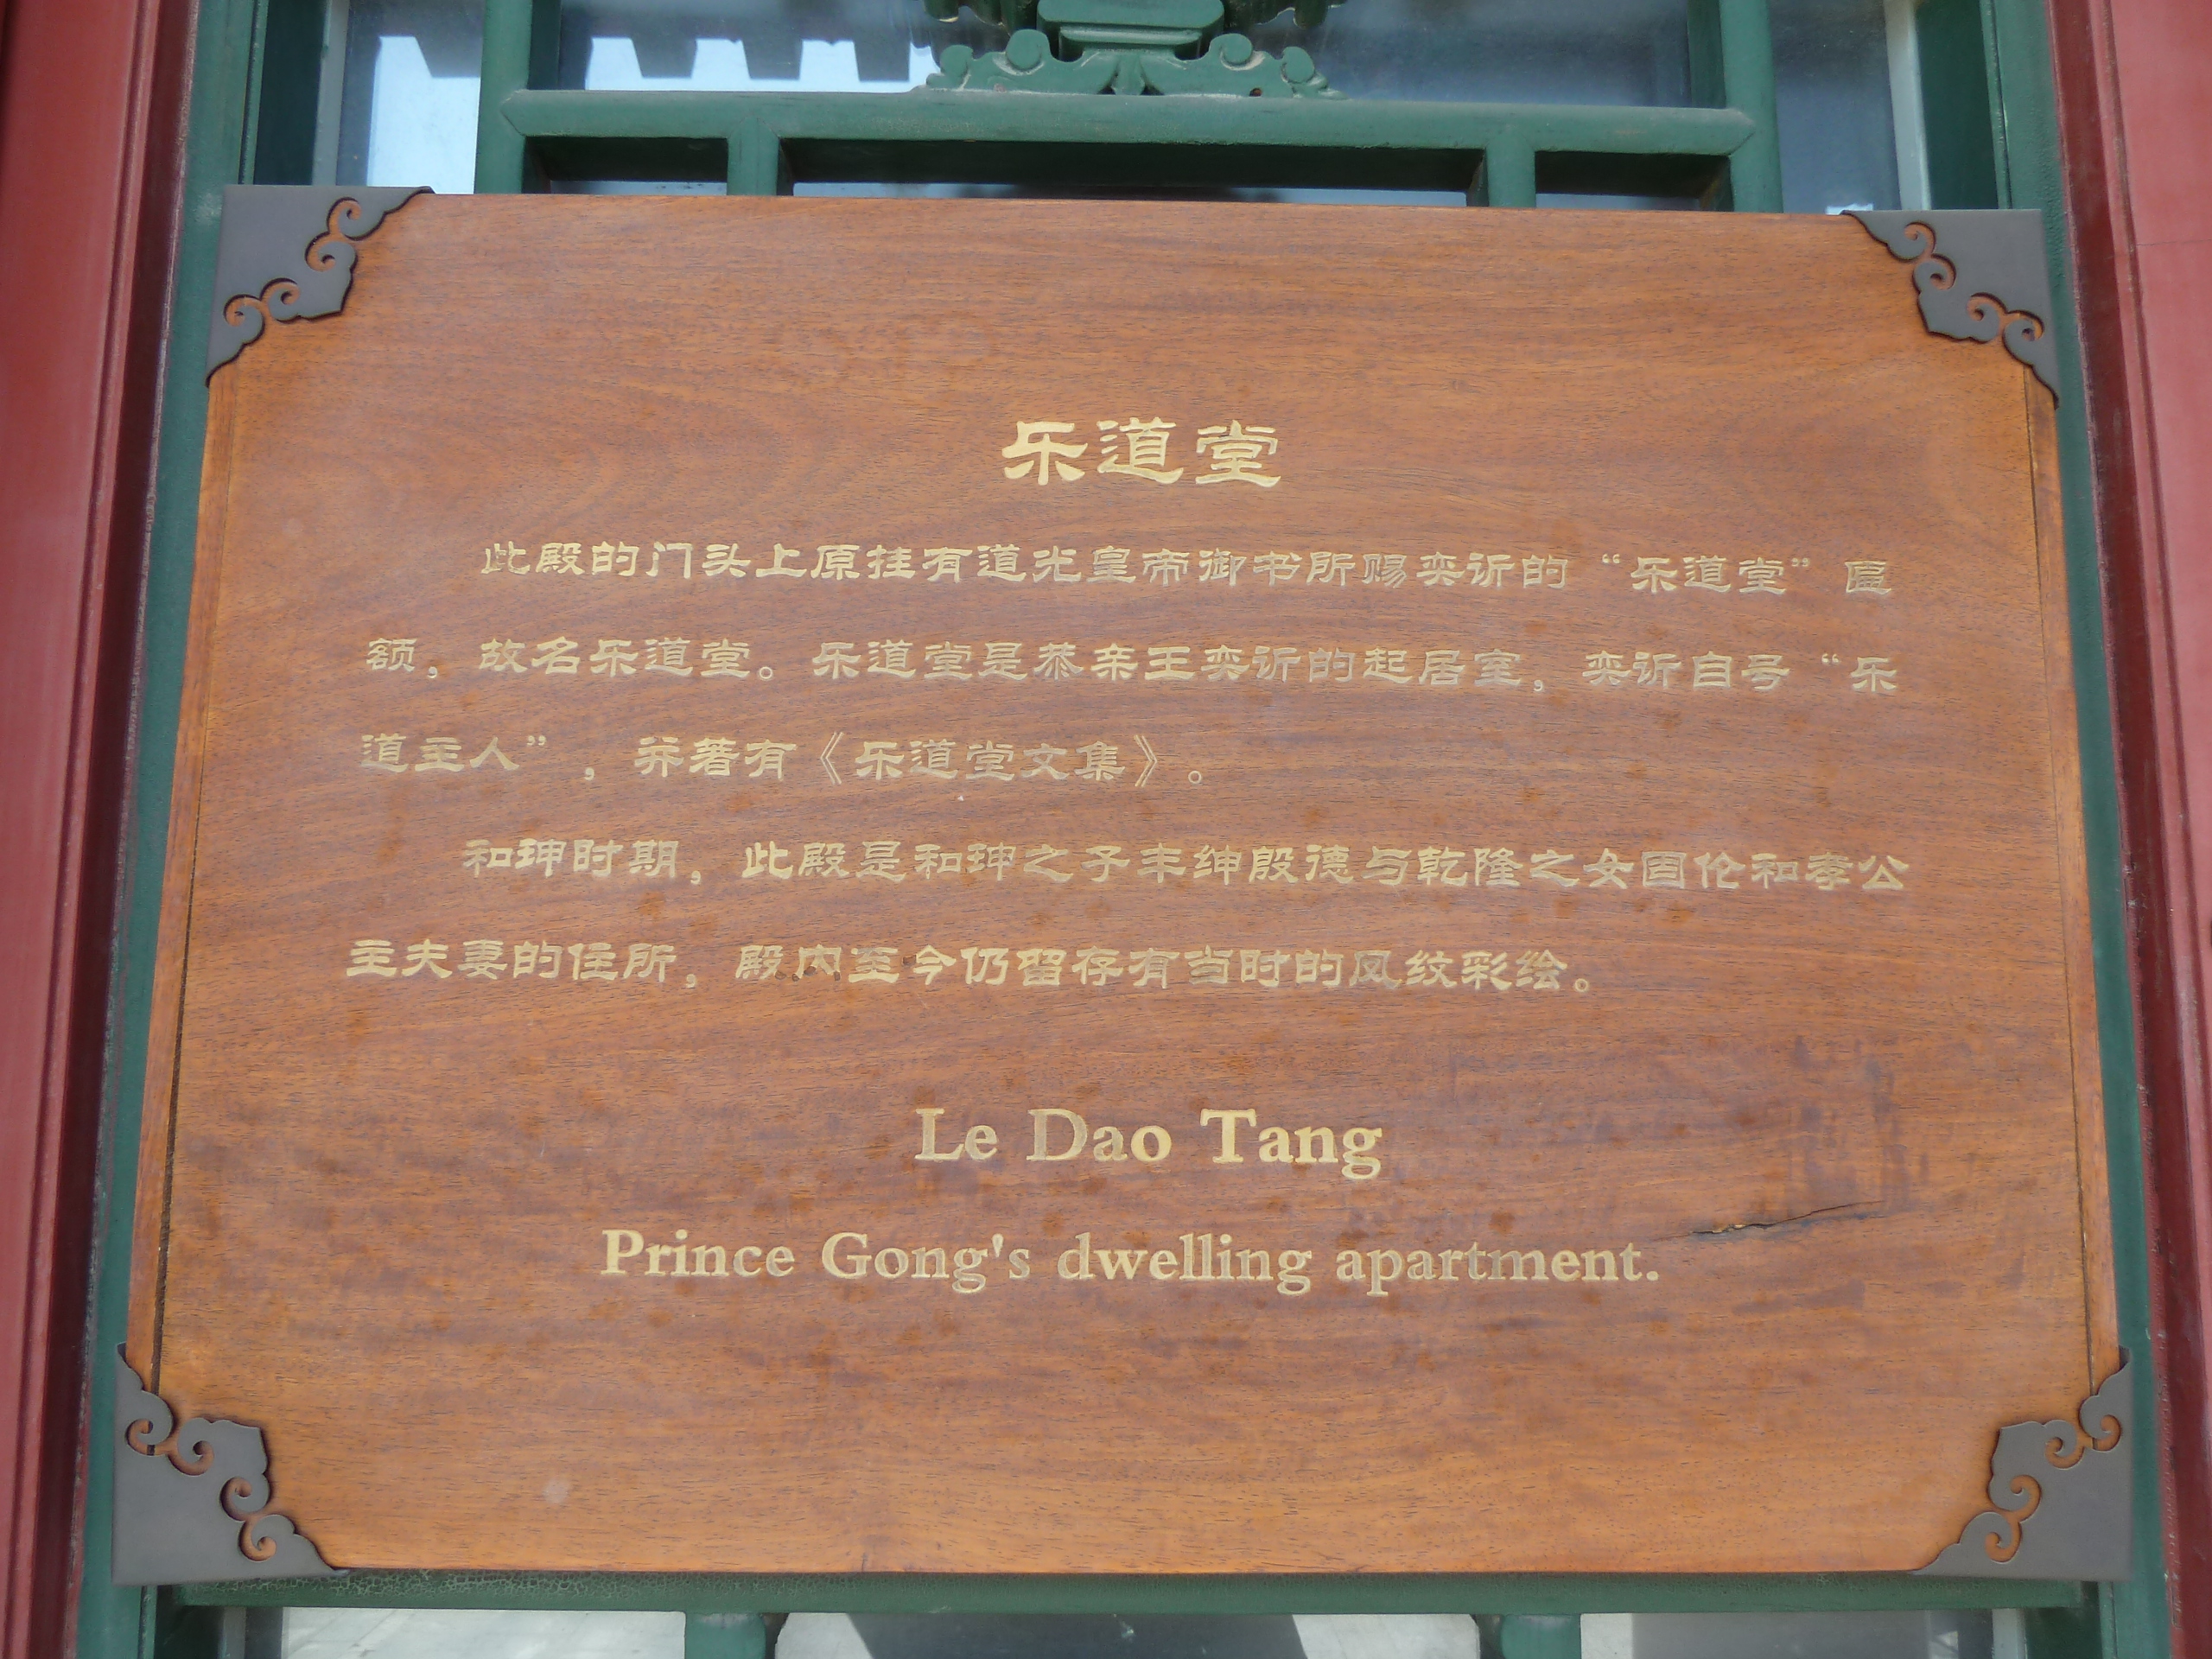 乐道堂
此殿的门头上原挂有道光皇帝御书所赐奕䜣的“乐道堂”匾
额，故名乐道堂。乐道堂是恭亲王奕䜣的起居室，奕䜣自号“乐
道主人”，并著有《乐道堂文集》。
和珅时期，此殿是和珅之子丰绅殷德与乾隆之女固伦和孝公
主夫妻的住所，殿内至今仍留存有当时的凤纹彩绘。
Le Dao Tang
Prince Gong's dwelling apartment.